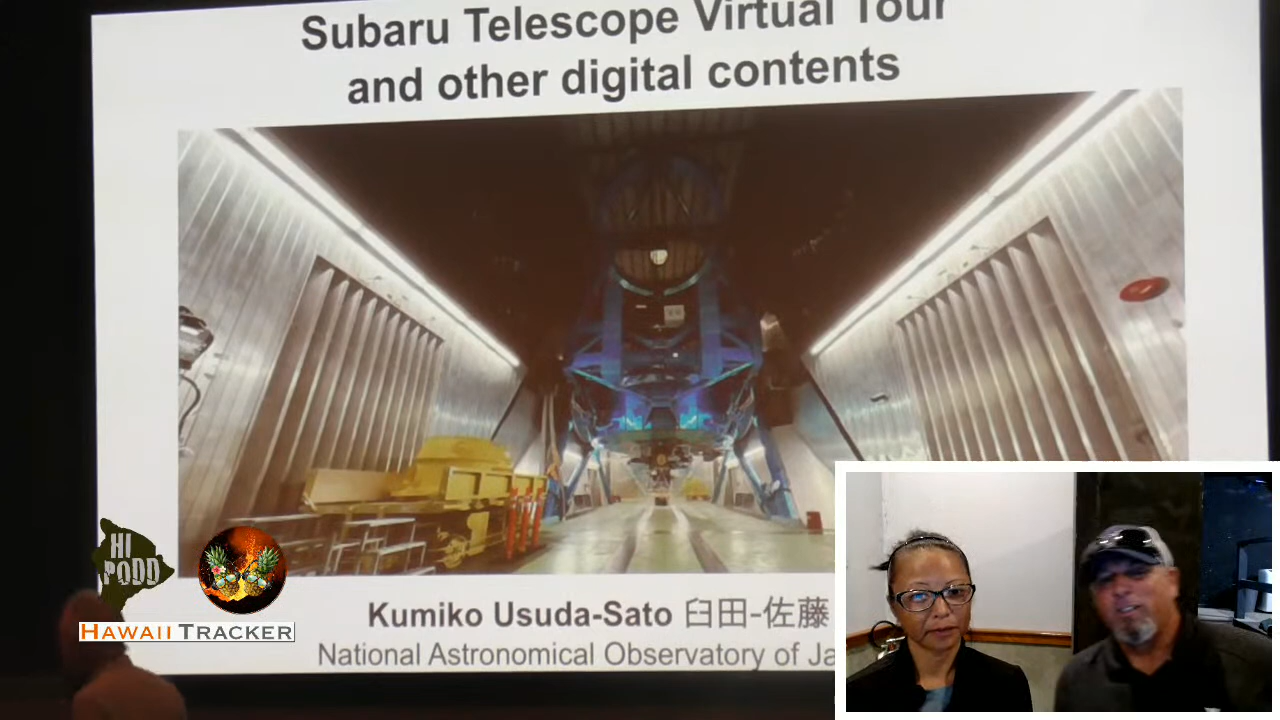 Subaru Telescope Virtual Tour
and other digital contents
Kumiko Usuda-Sato 臼田-佐藤
National Astronomical Observatory of Ja
HI
PODD
HAWAII TRACKER